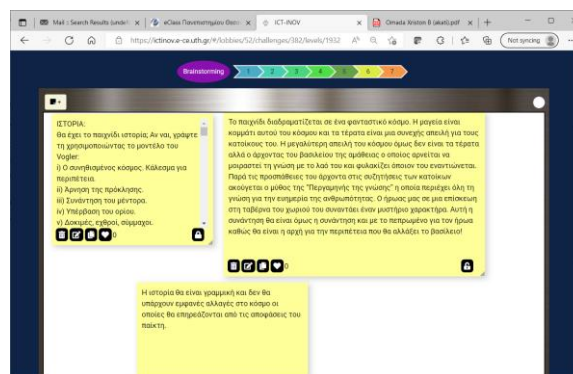 Mail :: Search Results (undefi
eClass Πανεπιστημίου Θεσσ
ICT-INOV
Omada Xriston B (akati).pdf
https://ictinov.e-ce.uth.gr/#/lobbies/52/challenges/382/levels/1932
Not syncing
Brainstorming
1 2 3 4 5 6 7
ΙΣΤΟΡΙΑ:
Θα έχει το παιχνίδι ιστορία; Αν ναι, γράψτε
τη χρησιμοποιώντας το μοντέλο του
Vogler:
i) Ο συνηθισμένος κόσμος. Κάλεσμα για
περιπέτεια.
ii) Άρνηση της πρόκλησης.
iii) Συνάντηση του μέντορα.
iv) Υπέρβαση του ορίου.
v) Δοκιμές, εχθροί, σύμμαχοι.
0
Το παιχνίδι διαδραματίζεται σε ένα φανταστικό κόσμο. Η μαγεία είναι
κομμάτι αυτού του κόσμου και τα τέρατα είναι μια συνεχής απειλή για τους
κατοίκους του. Η μεγαλύτερη απειλή του κόσμου όμως δεν είναι τα τέρατα
αλλά ο άρχοντας του βασιλείου της αμάθειας ο οποίος αρνείται να
μοιραστεί τη γνώση με το λαό του και φυλακίζει όποιον του εναντιώνεται.
Παρά τις προσπάθειες του άρχοντα στις συζητήσεις των κατοίκων
ακούγεται ο μύθος της "Περγαμηνής της γνώσης" η οποία περιέχει όλη τη
γνώση για την ευημερία της ανθρωπότητας. Ο ήρωας μας σε μια επίσκεψη
στη ταβέρνα του χωριού του συναντάει έναν μυστήριο χαρακτήρα. Αυτή η
συνάντηση θα είναι όμως η συνάντηση και με το πεπρωμένο για τον ήρωα
καθώς θα είναι η αρχή για την περιπέτεια που θα αλλάξει το βασίλειο!
0
Η ιστορία θα είναι γραμμική και δεν θα
υπάρχουν εμφανές αλλαγές στο κόσμο οι
οποίες θα επηρεάζονται από τις αποφάσεις του
παίκτη.